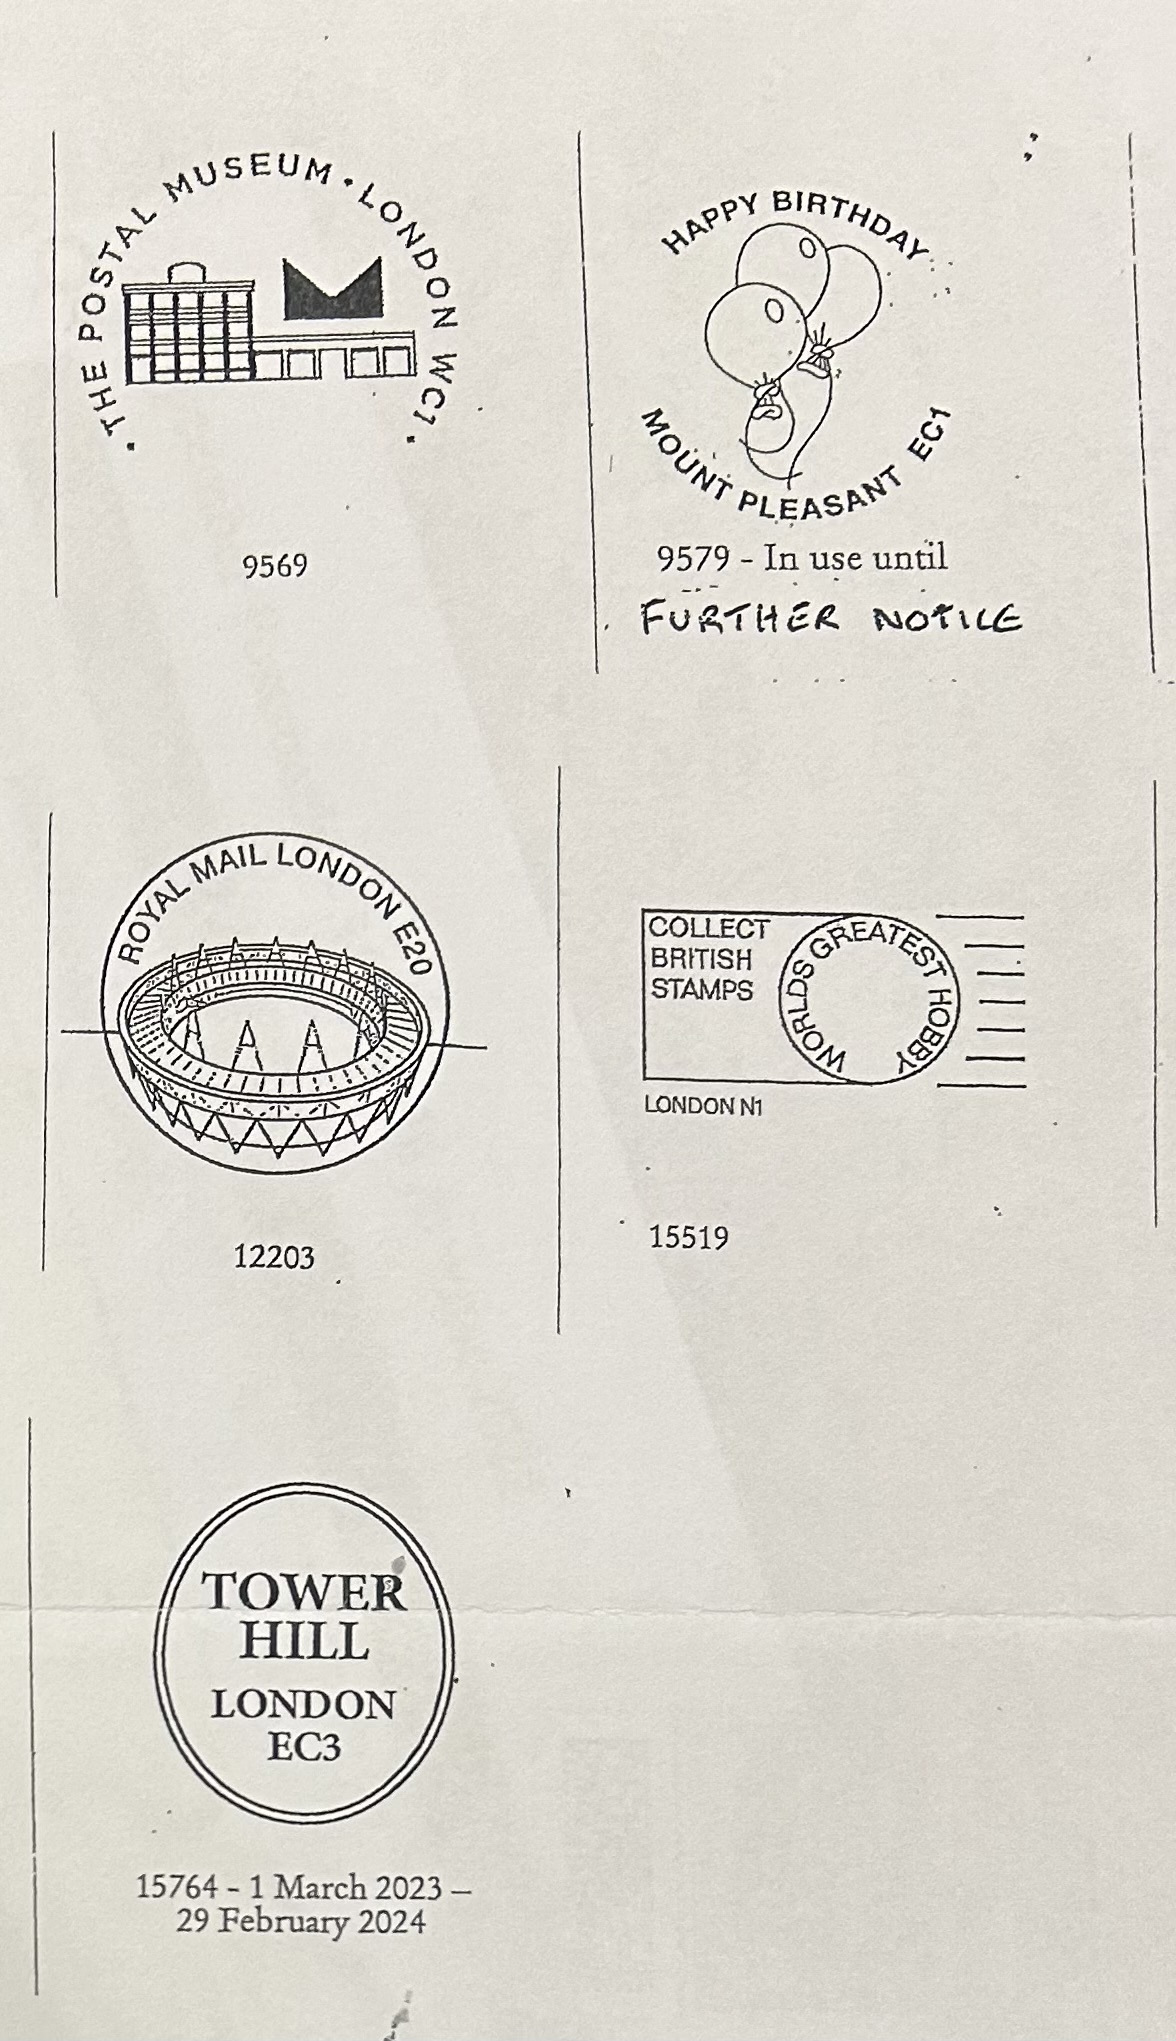 • THE POSTAL MUSEUM • LONDON WC1 •
9569
HAPPY BIRTHDAY
MOUNT PLEASANT EC1
9579 - In use until
FURTHER NOTICE
ROYAL MAIL LONDON E20
12203
COLLECT
BRITISH
STAMPS
WORLDS GREATEST HOBBY
LONDON N1
15519
TOWER
HILL
LONDON
EC3
15764 - 1 March 2023 –
29 February 2024